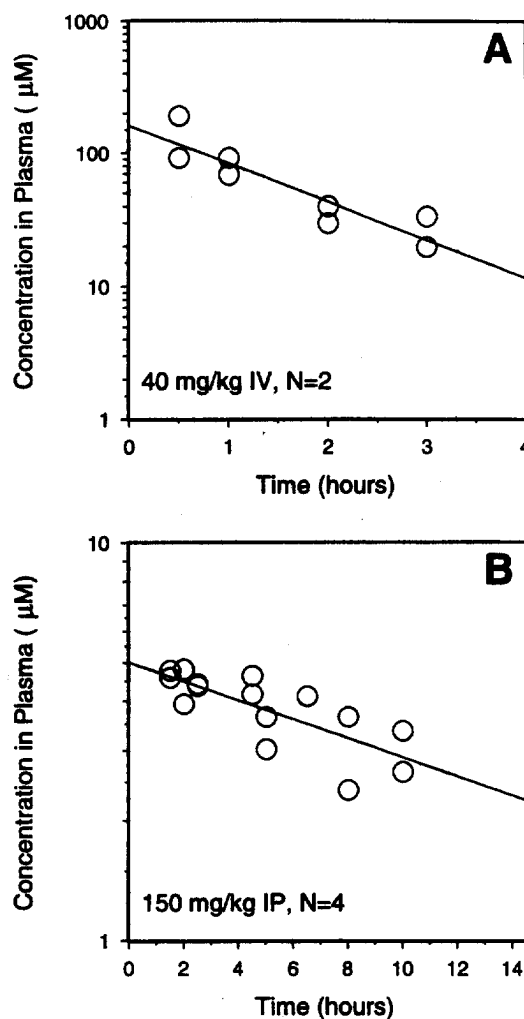 1000
A
Concentration in Plasma ( μM)
100
10
40 mg/kg IV, N=2
1
0 1 2 3 4
Time (hours)
10
B
Concentration in Plasma ( μM)
150 mg/kg IP, N=4
1
0 2 4 6 8 10 12 14
Time (hours)